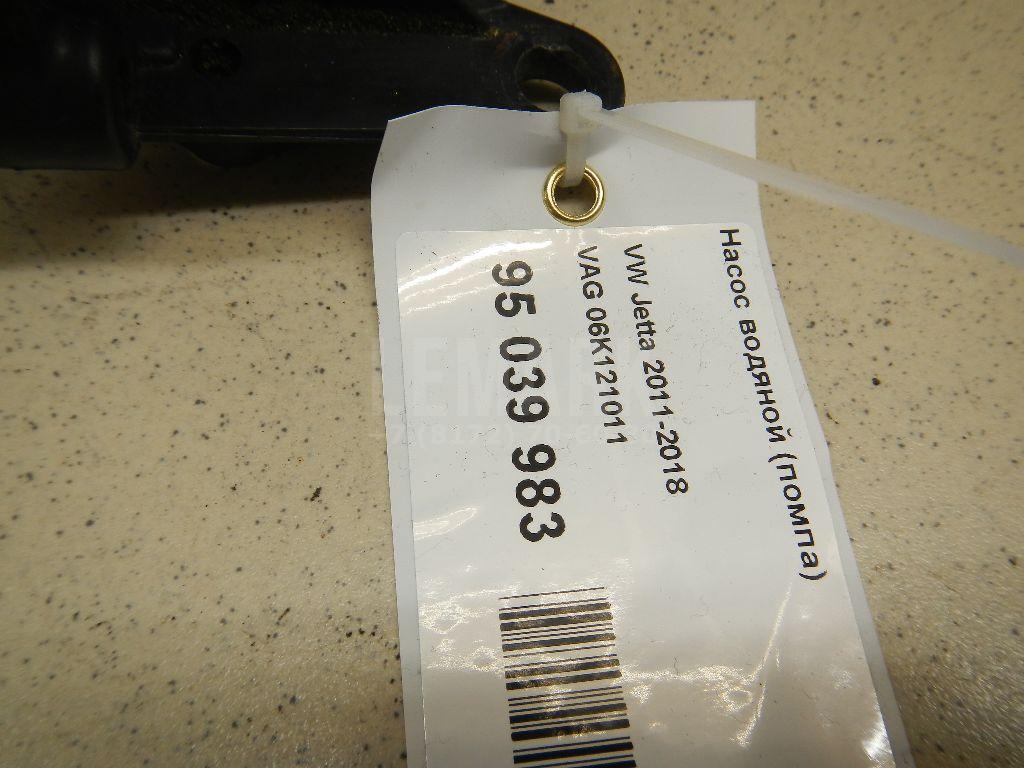 Насос водяной (помпа)
VW Jetta 2011-2018
VAG 06K121011
95 039 983